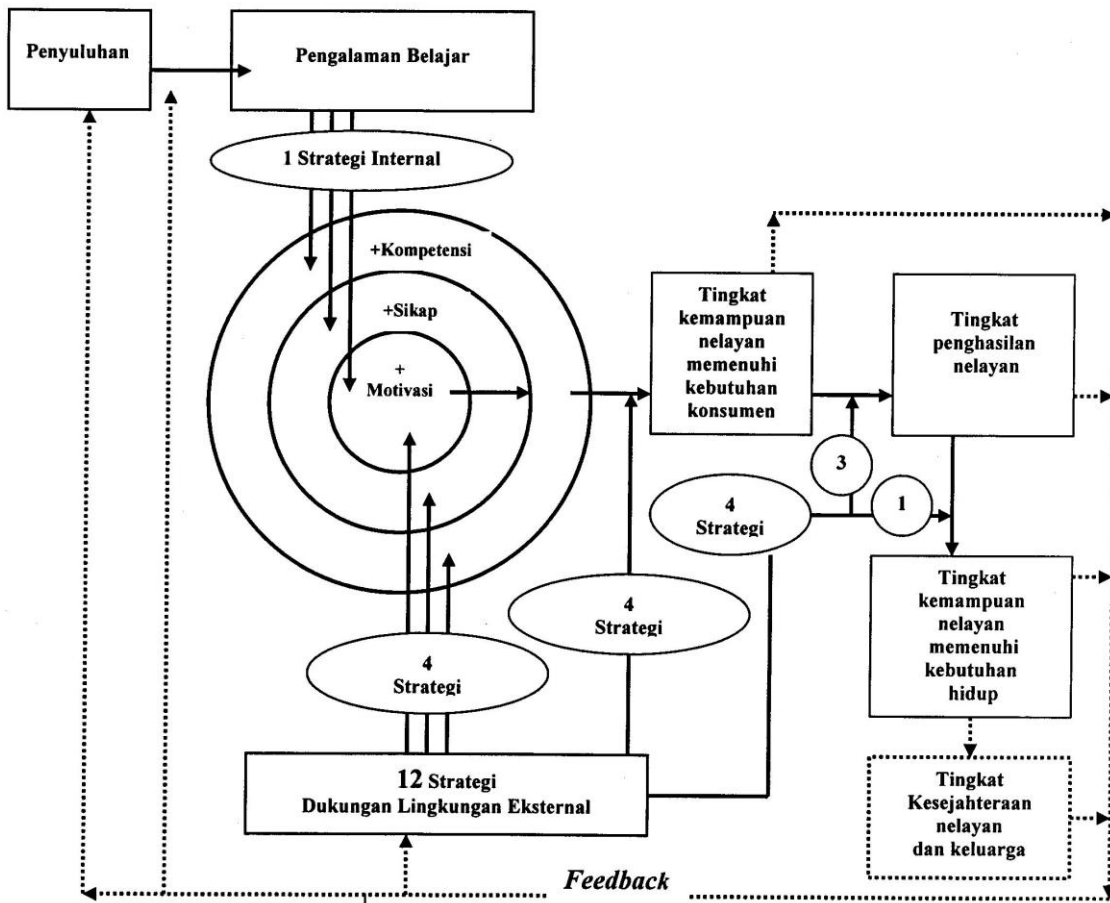 Penyuluhan
Pengalaman Belajar
1 Strategi Internal
+Kompetensi
+Sikap
+
Motivasi
Tingkat
kemampuan
nelayan
memenuhi
kebutuhan
konsumen
Tingkat
penghasilan
nelayan
3
1
4
Strategi
4
Strategi
4
Strategi
Tingkat
kemampuan
nelayan
memenuhi
kebutuhan
hidup
12 Strategi
Dukungan Lingkungan Eksternal
Tingkat
Kesejahteraan
nelayan
dan keluarga
Feedback